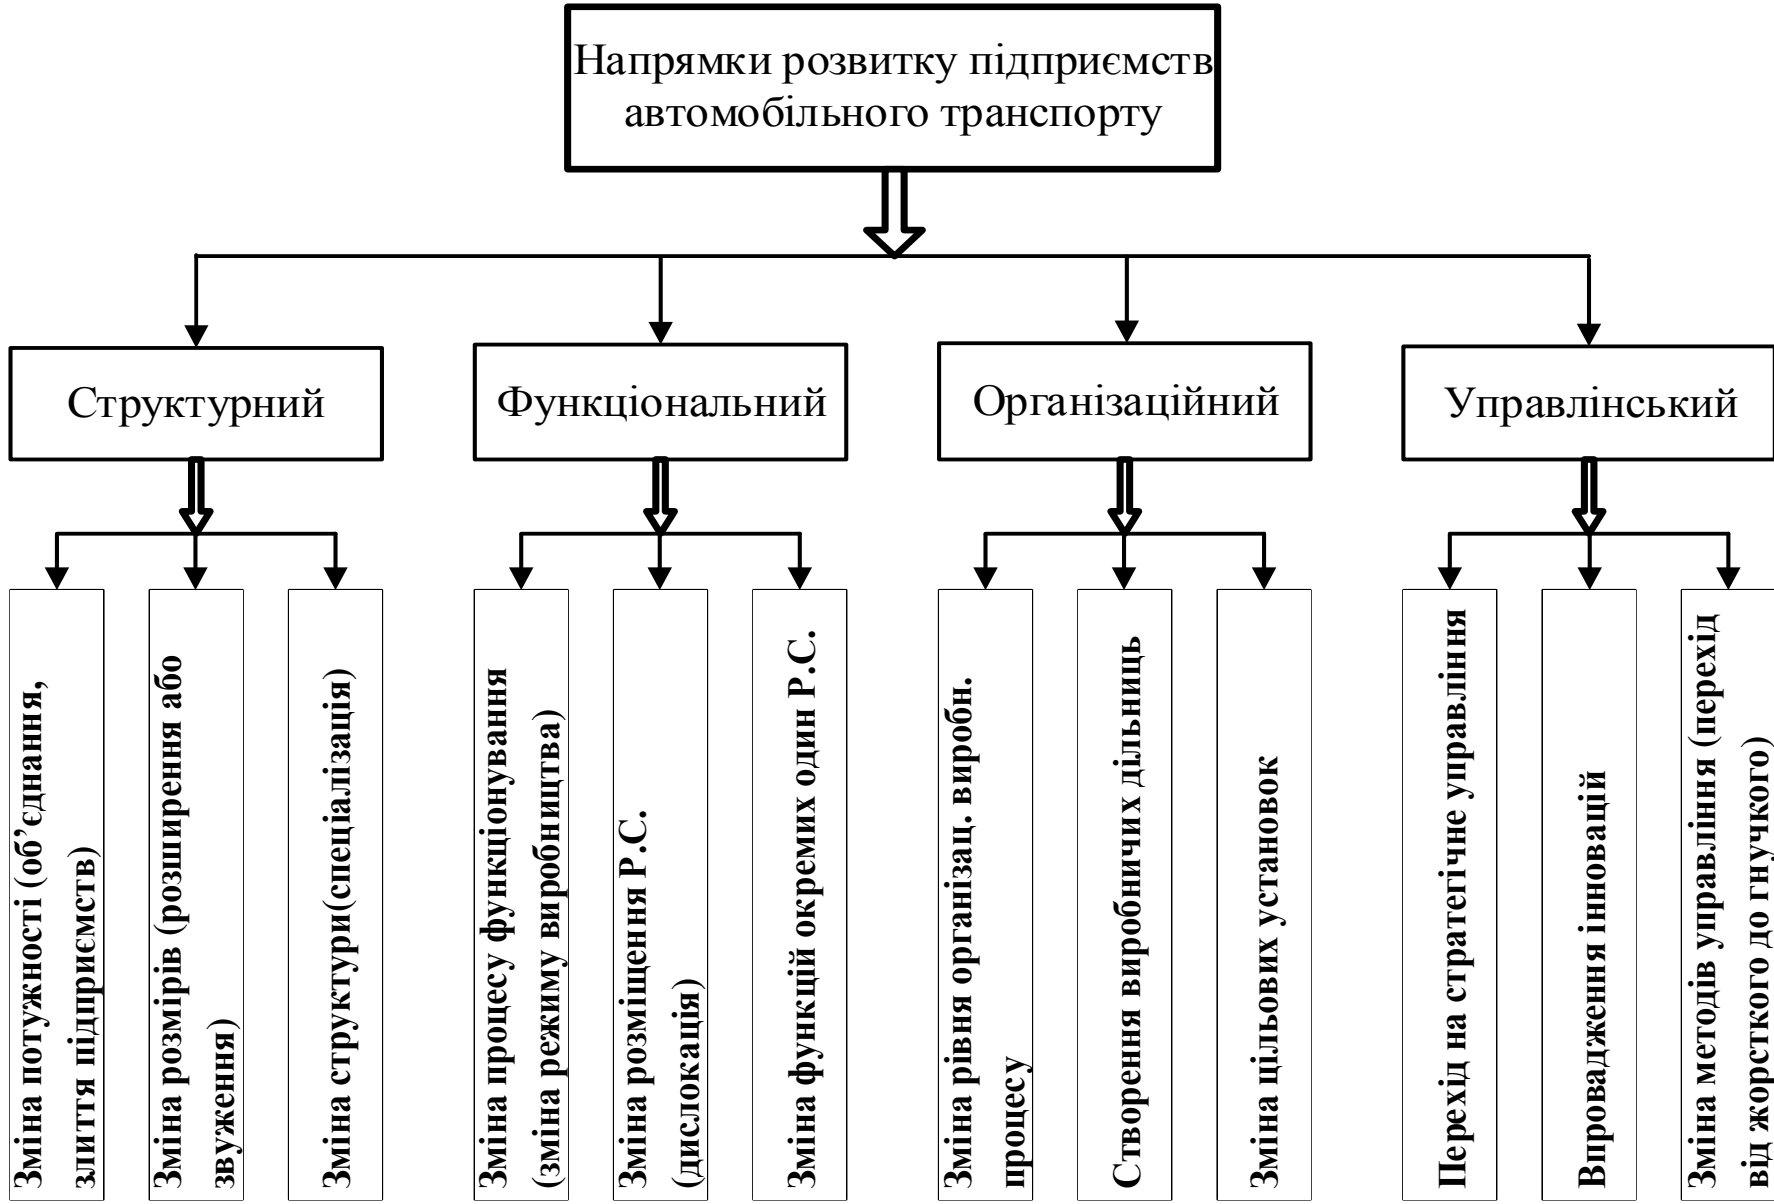 Напрямки розвитку підприємств
автомобільного транспорту
Структурний
Функціональний
Організаційний
Управлінський
Зміна потужності (об’єднання,
злиття підприємств)
Зміна розмірів (розширення або
звуження)
Зміна структури(спеціалізація)
Зміна процесу функціонування
(зміна режиму виробництва)
Зміна розміщення Р.С.
(дислокація)
Зміна функцій окремих один Р.С.
Зміна рівня організац. виробн.
процесу
Створення виробничих дільниць
Зміна цільових установок
Перехід на стратегічне управління
Впровадження інновацій
Зміна методів управління (перехід
від жорсткого до гнучкого)